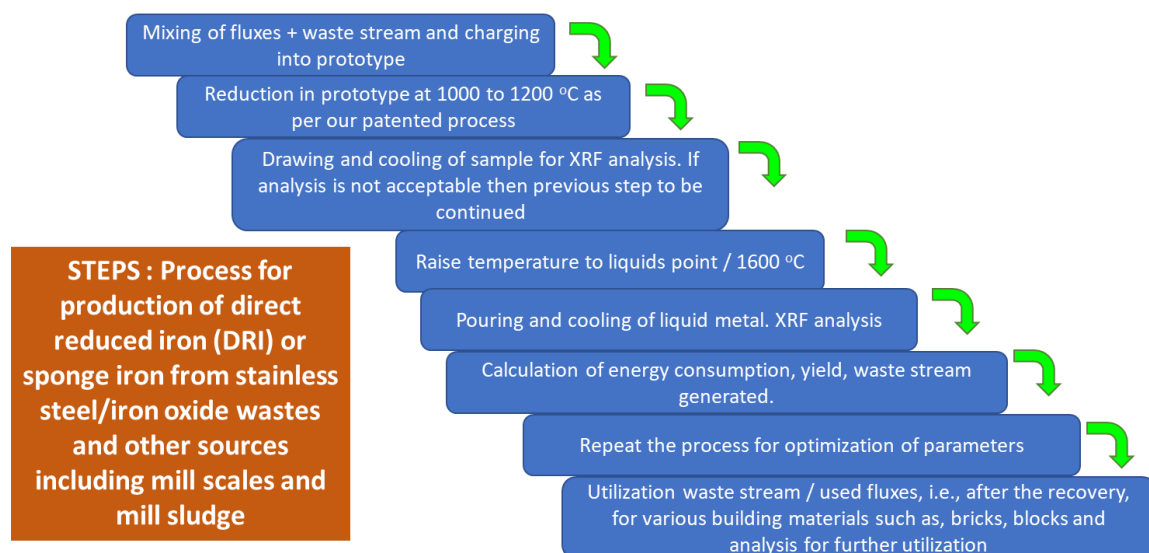 Mixing of fluxes + waste stream and charging
into prototype
Reduction in prototype at 1000 to 1200 ᵒC as
per our patented process
Drawing and cooling of sample for XRF analysis. If
analysis is not acceptable then previous step to be
continued
Raise temperature to liquids point / 1600 ᵒC
Pouring and cooling of liquid metal. XRF analysis
Calculation of energy consumption, yield, waste stream
generated.
Repeat the process for optimization of parameters
Utilization waste stream / used fluxes, i.e., after the recovery,
for various building materials such as, bricks, blocks and
analysis for further utilization
STEPS : Process for
production of direct
reduced iron (DRI) or
sponge iron from stainless
steel/iron oxide wastes
and other sources
including mill scales and
mill sludge